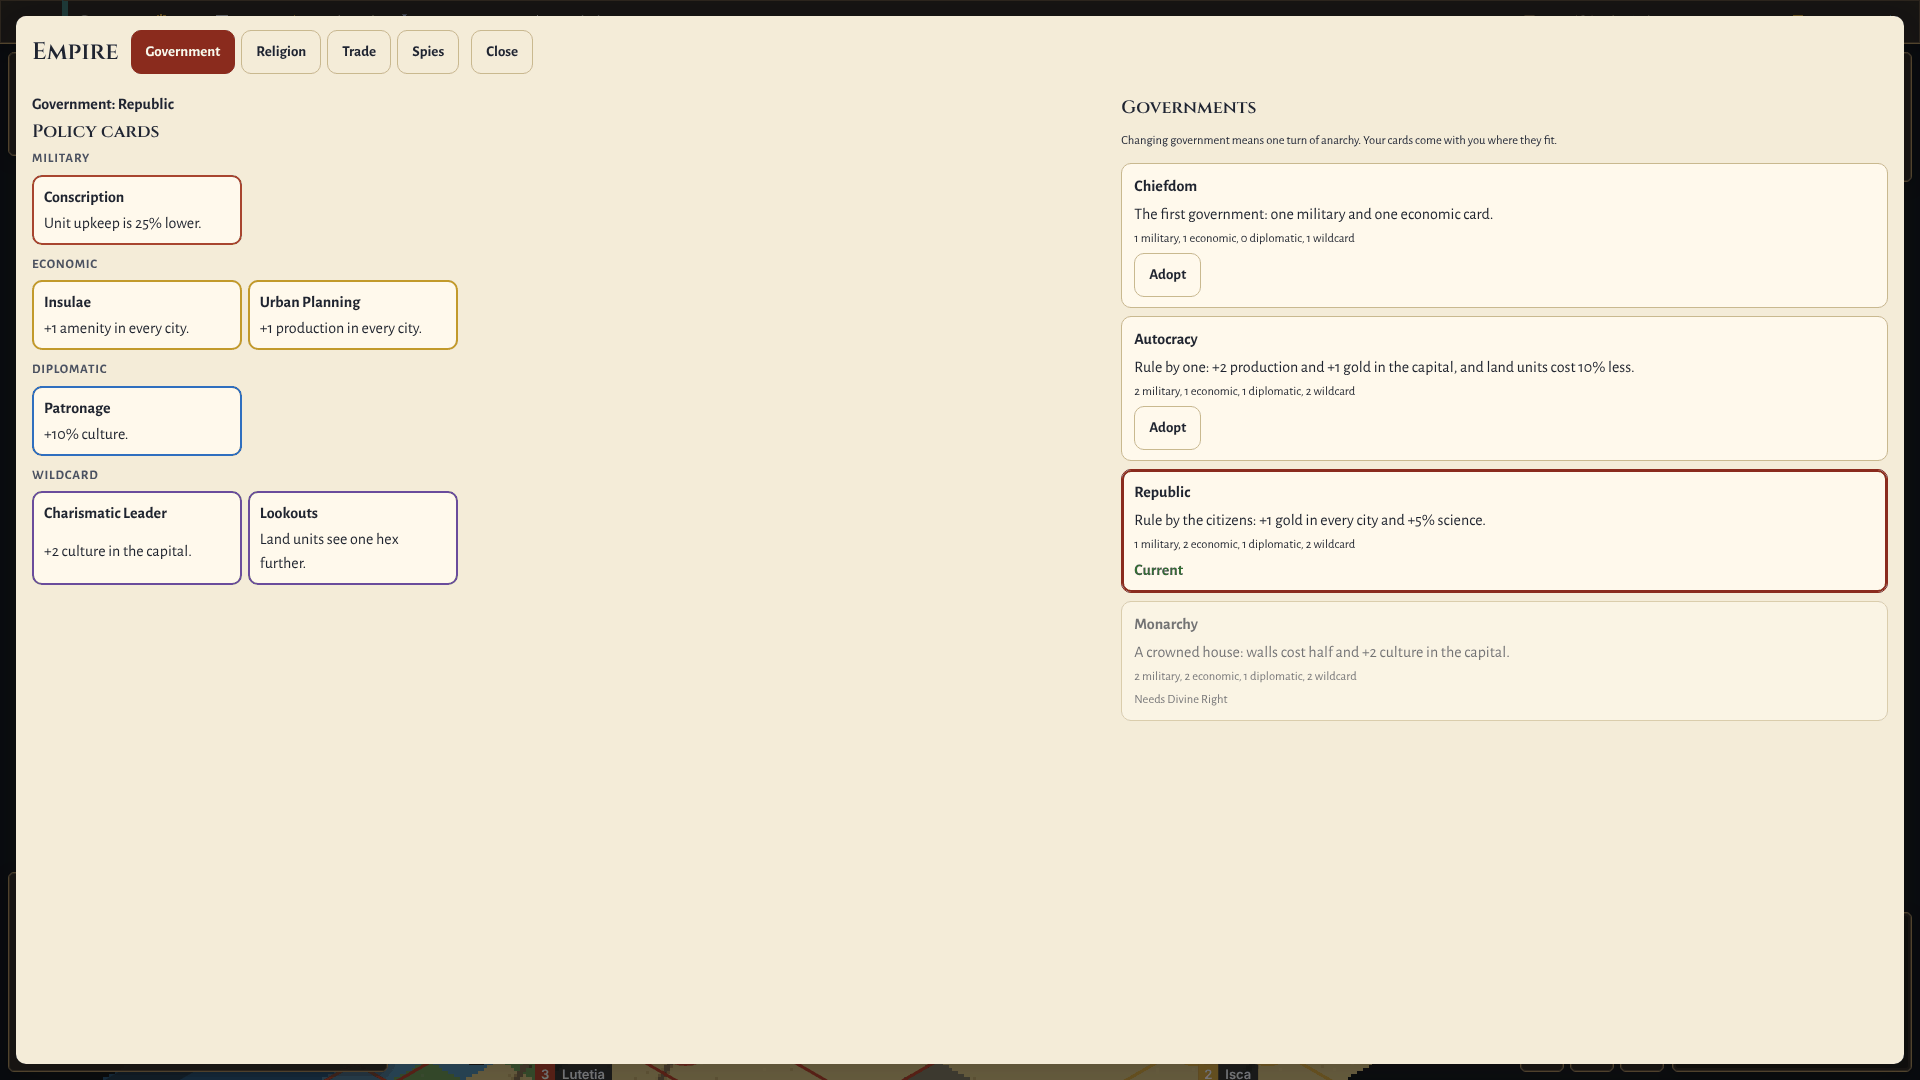 Empire
Government
Religion
Trade
Spies
Close
Government: Republic
Policy cards
MILITARY
Conscription
Unit upkeep is 25% lower.
ECONOMIC
Insulae
+1 amenity in every city.
Urban Planning
+1 production in every city.
DIPLOMATIC
Patronage
+10% culture.
WILDCARD
Charismatic Leader
+2 culture in the capital.
Lookouts
Land units see one hex
further.
Governments
Changing government means one turn of anarchy. Your cards come with you where they fit.
Chiefdom
The first government: one military and one economic card.
1 military, 1 economic, 0 diplomatic, 1 wildcard
Adopt
Autocracy
Rule by one: +2 production and +1 gold in the capital, and land units cost 10% less.
2 military, 1 economic, 1 diplomatic, 2 wildcard
Adopt
Republic
Rule by the citizens: +1 gold in every city and +5% science.
1 military, 2 economic, 1 diplomatic, 2 wildcard
Current
Monarchy
A crowned house: walls cost half and +2 culture in the capital.
2 military, 2 economic, 1 diplomatic, 2 wildcard
Needs Divine Right
3 Lutetia
2 Isca